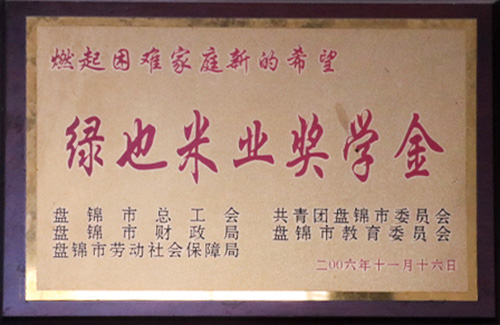 燃起困难家庭新的希望
绿也米业奖学金
盘锦市总工会 共青团盘锦市委员会
盘锦市财政局 盘锦市教育委员会
盘锦市劳动社会保障局
二00六年十一月十六日